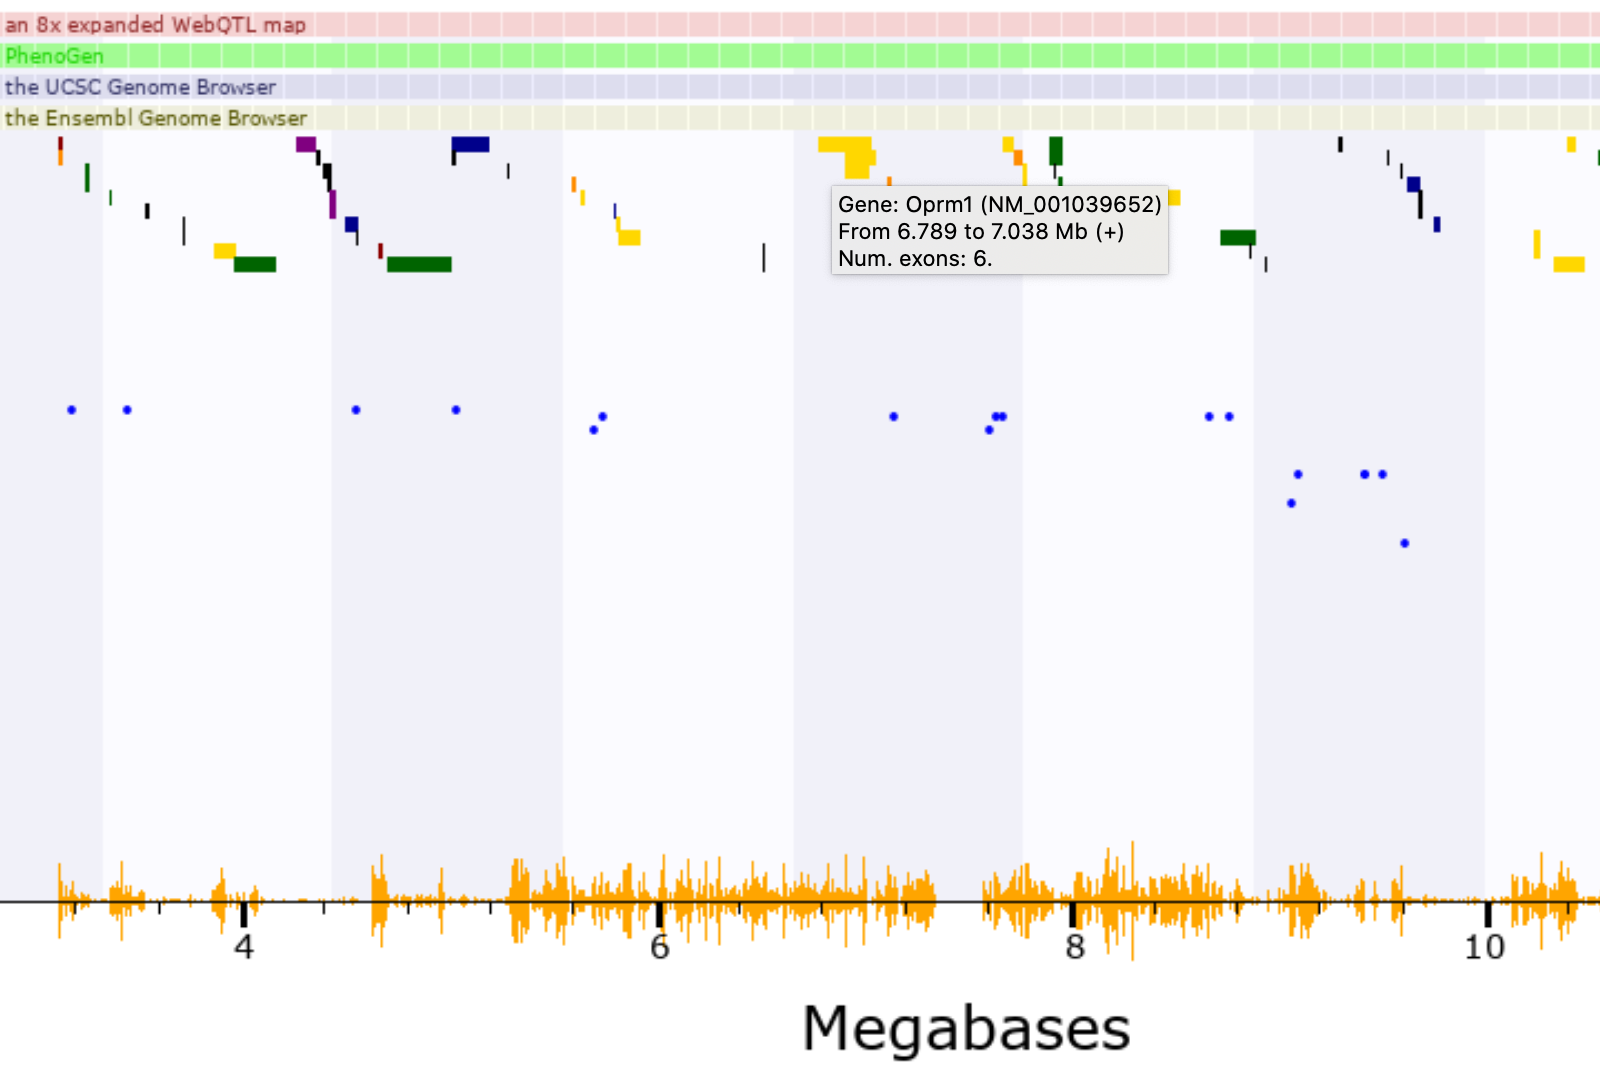 an 8x expanded WebQTL map
PhenoGen
the UCSC Genome Browser
the Ensembl Genome Browser
Gene: Oprm1 (NM_001039652)
From 6.789 to 7.038 Mb (+)
Num. exons: 6.
4 6 8 10
Megabases